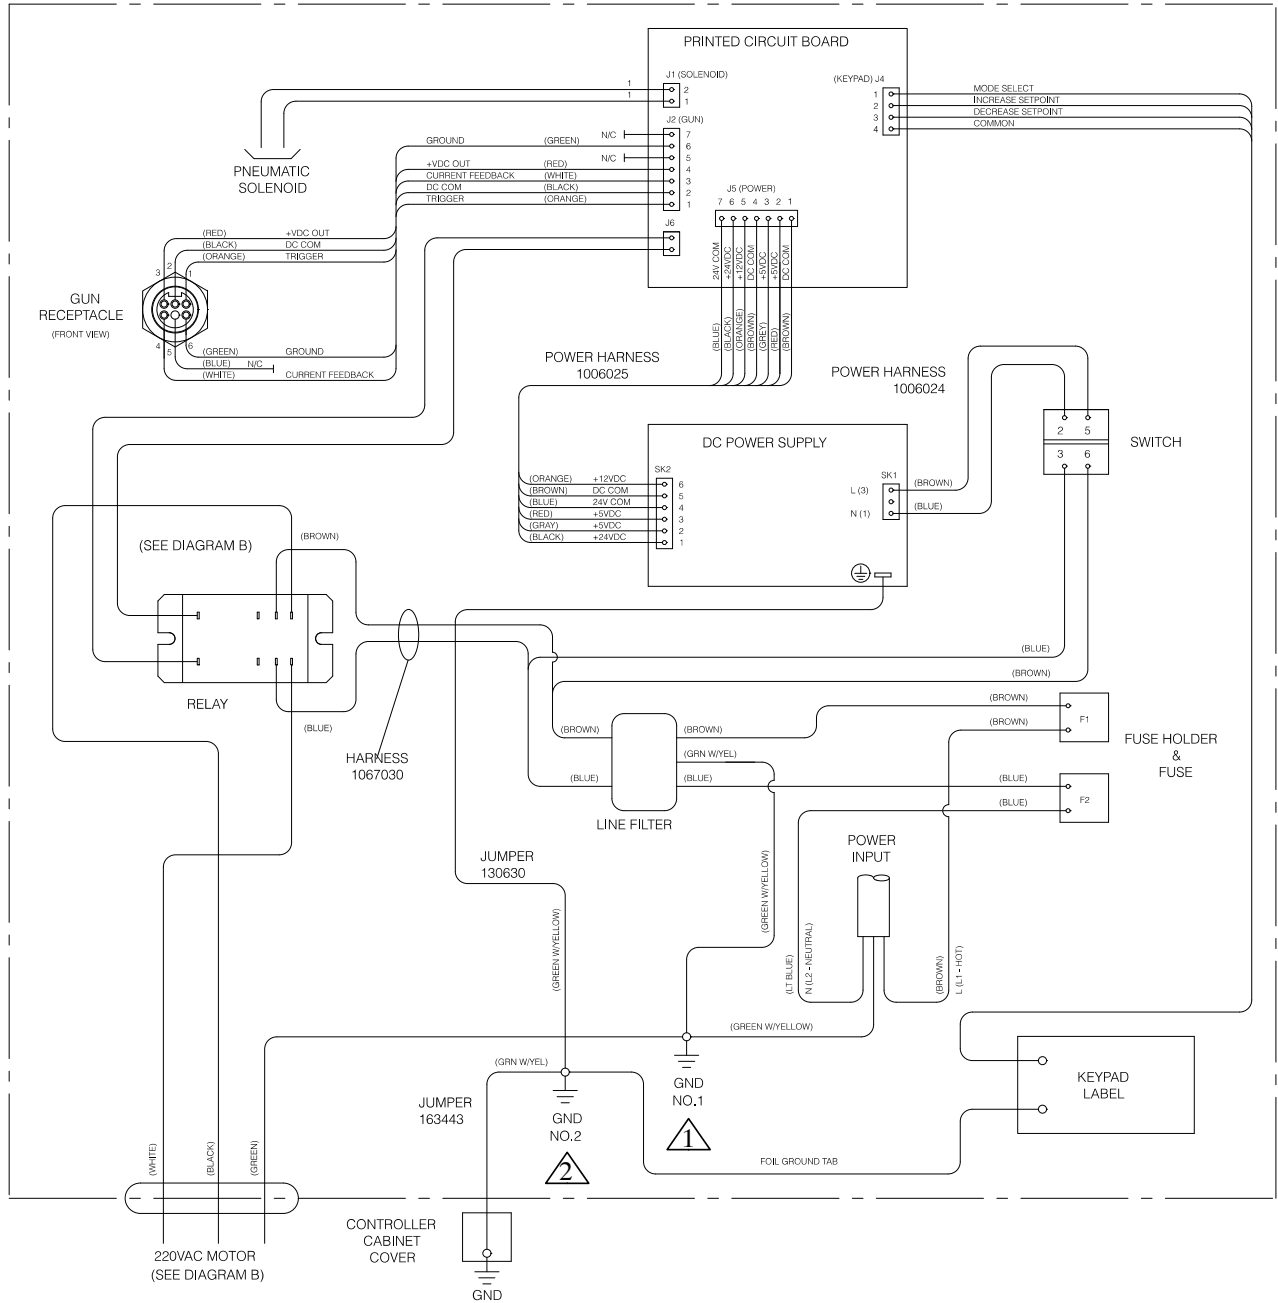 PRINTED CIRCUIT BOARD
J1 (SOLENOID)
1
2
1
1
PNEUMATIC
SOLENOID
J2 (GUN)
N/C
7
GROUND
(GREEN)
6
N/C
5
+VDC OUT
(RED)
4
CURRENT FEEDBACK
(WHITE)
3
DC COM
(BLACK)
2
TRIGGER
(ORANGE)
1
J6
(KEYPAD) J4
1
MODE SELECT
2
INCREASE SETPOINT
3
DECREASE SETPOINT
4
COMMON
J5 (POWER)
7 6 5 4 3 2 1
24V COM
+24VDC
+12VDC
DC COM
+5VDC
+5VDC
DC COM
(BLUE)
(BLACK)
(ORANGE)
(BROWN)
(GREY)
(RED)
(BROWN)
(RED)
+VDC OUT
(BLACK)
DC COM
(ORANGE)
TRIGGER
3
2
1
GUN
RECEPTACLE
(FRONT VIEW)
4
5
6
(GREEN)
GROUND
(BLUE)
N/C
(WHITE)
CURRENT FEEDBACK
POWER HARNESS
1006025
POWER HARNESS
1006024
2 5
3 6
SWITCH
DC POWER SUPPLY
SK2
(ORANGE)
+12VDC
6
(BROWN)
DC COM
5
(BLUE)
24V COM
4
(RED)
+5VDC
3
(GRAY)
+5VDC
2
(BLACK)
+24VDC
1
SK1
L (3)
(BROWN)
N (1)
(BLUE)
(SEE DIAGRAM B)
(BROWN)
RELAY
(BLUE)
HARNESS
1067030
(BLUE)
(BROWN)
(BROWN)
(BROWN)
(GRN W/YEL)
(BLUE)
(BLUE)
LINE FILTER
(BROWN)
(BROWN)
F1
FUSE HOLDER
&
FUSE
(BLUE)
(BLUE)
F2
POWER
INPUT
JUMPER
130630
(GREEN W/YELLOW)
(GREEN W/YELLOW)
(LT BLUE)
N (L2 - NEUTRAL)
(BROWN)
L (L1 - HOT)
(GREEN W/YELLOW)
(GRN W/YEL)
GND
NO.1
1
JUMPER
163443
GND
NO.2
2
KEYPAD
LABEL
FOIL GROUND TAB
(WHITE)
(BLACK)
(GREEN)
220VAC MOTOR
(SEE DIAGRAM B)
CONTROLLER
CABINET
COVER
GND